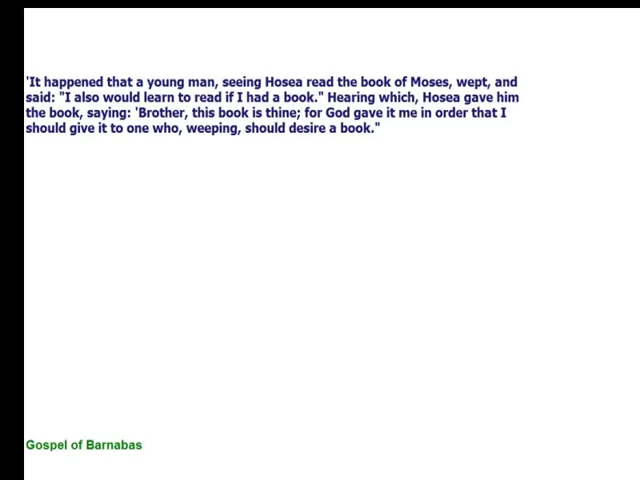 'It happened that a young man, seeing Hosea read the book of Moses, wept, and
said: "I also would learn to read if I had a book." Hearing which, Hosea gave him
the book, saying: 'Brother, this book is thine; for God gave it me in order that I
should give it to one who, weeping, should desire a book."
Gospel of Barnabas